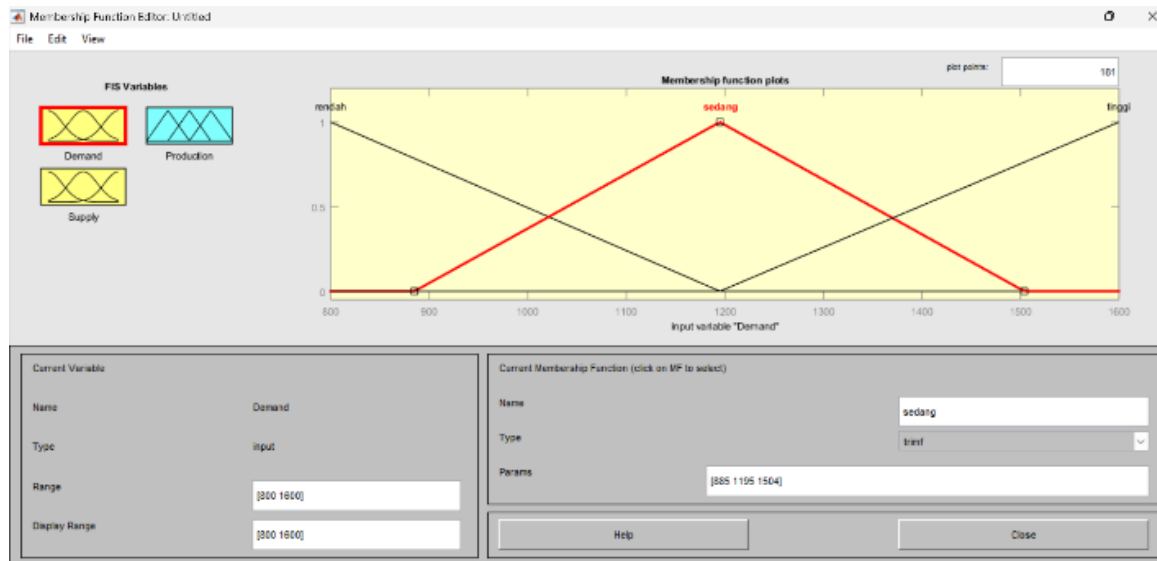 Membership Function Editor: Untitled
File Edit View
FIS Variables
Demand
Production
Supply
plot points:
181
Membership function plots
rendah
sedang
tinggi
1
0.5
0
800 900 1000 1100 1200 1300 1400 1500 1600
input variable "Demand"
Current Variable
Name Demand
Type input
Range [800 1600]
Display Range [800 1600]
Current Membership Function (click on MF to select)
Name sedang
Type trimf
Params [885 1195 1504]
Help
Close